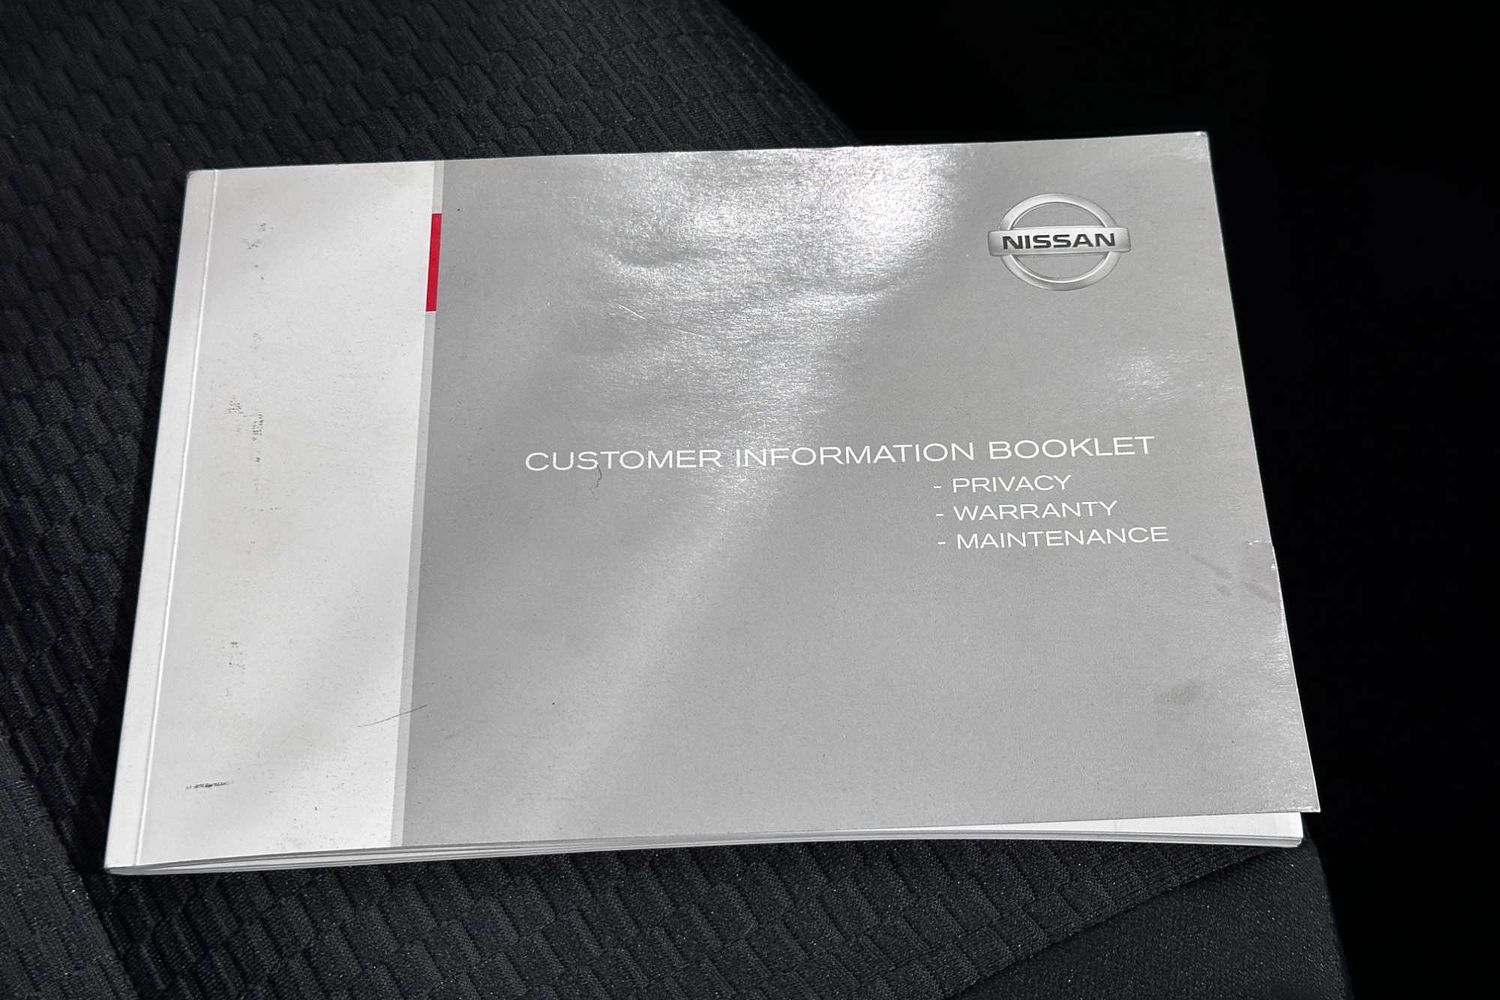 NISSAN
CUSTOMER INFORMATION BOOKLET
- PRIVACY
- WARRANTY
- MAINTENANCE